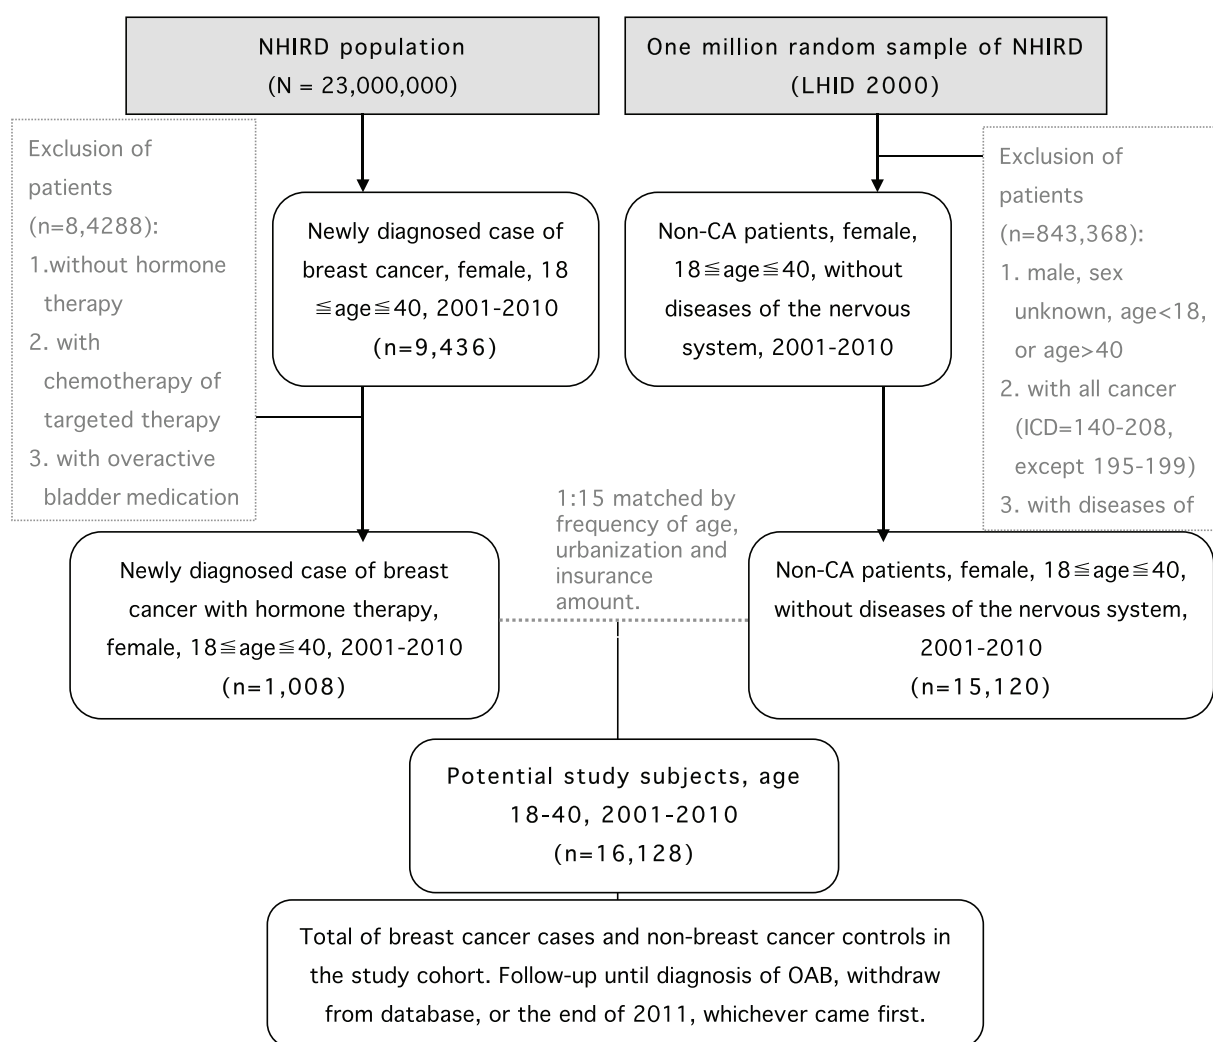 NHIRD population
(N = 23,000,000)
One million random sample of NHIRD
(LHID 2000)
Exclusion of
patients
(n=8,4288):
1.without hormone
therapy
2. with
chemotherapy of
targeted therapy
3. with overactive
bladder medication
Newly diagnosed case of
breast cancer, female, 18
≦age≦40, 2001-2010
(n=9,436)
Non-CA patients, female,
18≦age≦40, without
diseases of the nervous
system, 2001-2010
Exclusion of
patients
(n=843,368):
1. male, sex
unknown, age<18,
or age>40
2. with all cancer
(ICD=140-208,
except 195-199)
3. with diseases of
1:15 matched by
frequency of age,
urbanization and
insurance
amount.
Newly diagnosed case of breast
cancer with hormone therapy,
female, 18≦age≦40, 2001-2010
(n=1,008)
Non-CA patients, female, 18≦age≦40,
without diseases of the nervous system,
2001-2010
(n=15,120)
Potential study subjects, age
18-40, 2001-2010
(n=16,128)
Total of breast cancer cases and non-breast cancer controls in
the study cohort. Follow-up until diagnosis of OAB, withdraw
from database, or the end of 2011, whichever came first.